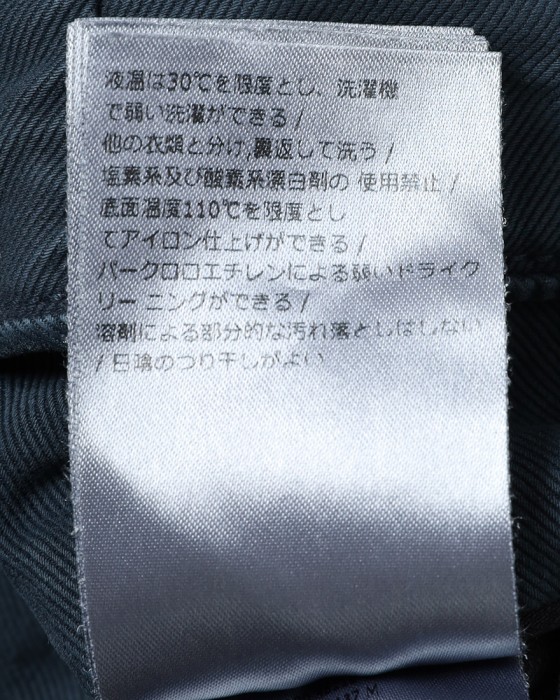 液温は30℃を限度とし、洗濯機
で弱い洗濯ができる /
他の衣類と分け,裏返して洗う /
塩素系及び酸素系漂白剤の 使用禁止 /
底面温度110℃を限度とし
てアイロン仕上げができる /
パークロロエチレンによる弱いドライク
リー ニングができる /
溶剤による部分的な汚れ落としはしない
/ 日陰のつり干しがよい